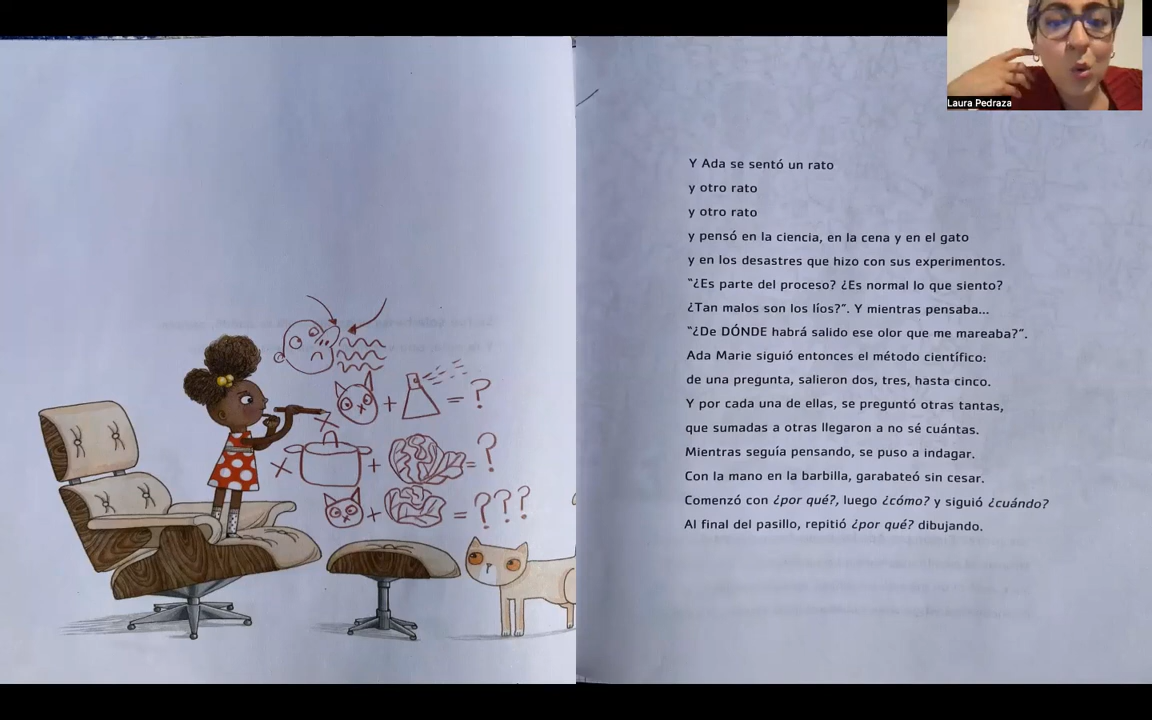 Laura Pedraza
Y Ada se sentó un rato
y otro rato
y otro rato
y pensó en la ciencia, en la cena y en el gato
y en los desastres que hizo con sus experimentos.
“¿Es parte del proceso? ¿Es normal lo que siento?
¿Tan malos son los líos?”. Y mientras pensaba...
“¿De DÓNDE habrá salido ese olor que me mareaba?”.
Ada Marie siguió entonces el método científico:
de una pregunta, salieron dos, tres, hasta cinco.
Y por cada una de ellas, se preguntó otras tantas,
que sumadas a otras llegaron a no sé cuántas.
Mientras seguía pensando, se puso a indagar.
Con la mano en la barbilla, garabateó sin cesar.
Comenzó con ¿por qué?, luego ¿cómo? y siguió ¿cuándo?
Al final del pasillo, repitió ¿por qué? dibujando.
+ = ?
+ = ?
+ = ???